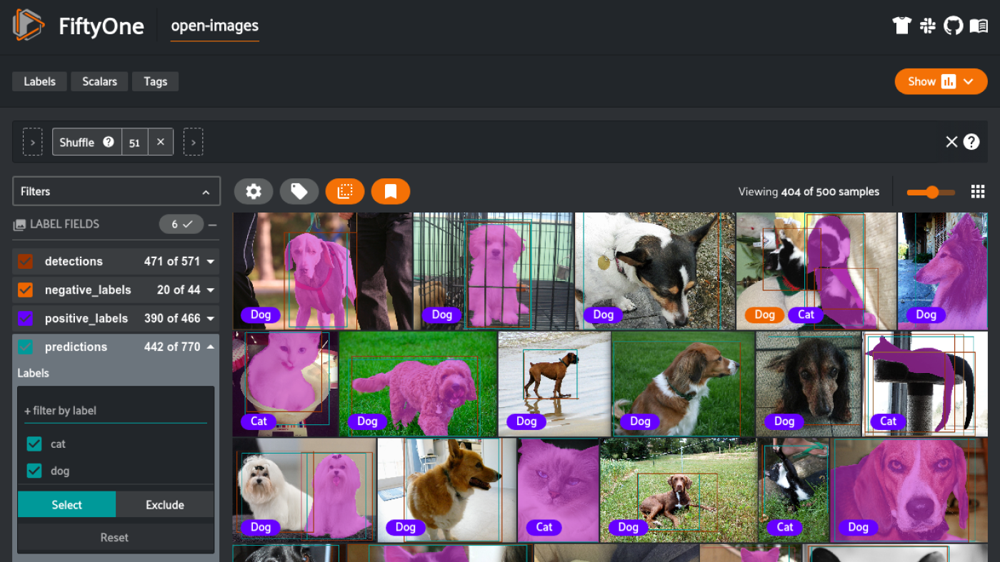 FiftyOne
open-images
Labels
Scalars
Tags
Show
> Shuffle ? 51 × >
?
Filters
Viewing 404 of 500 samples
LABEL FIELDS
6
detections 471 of 571
negative_labels 20 of 44
positive_labels 390 of 466
predictions 442 of 770
Labels
+ filter by label
cat
dog
Select
Exclude
Reset
Dog
Dog
Dog
Dog
Cat
Dog
Cat
Dog
Dog
Dog
Dog
Cat
Dog
Dog
Cat
Dog
Cat
Dog